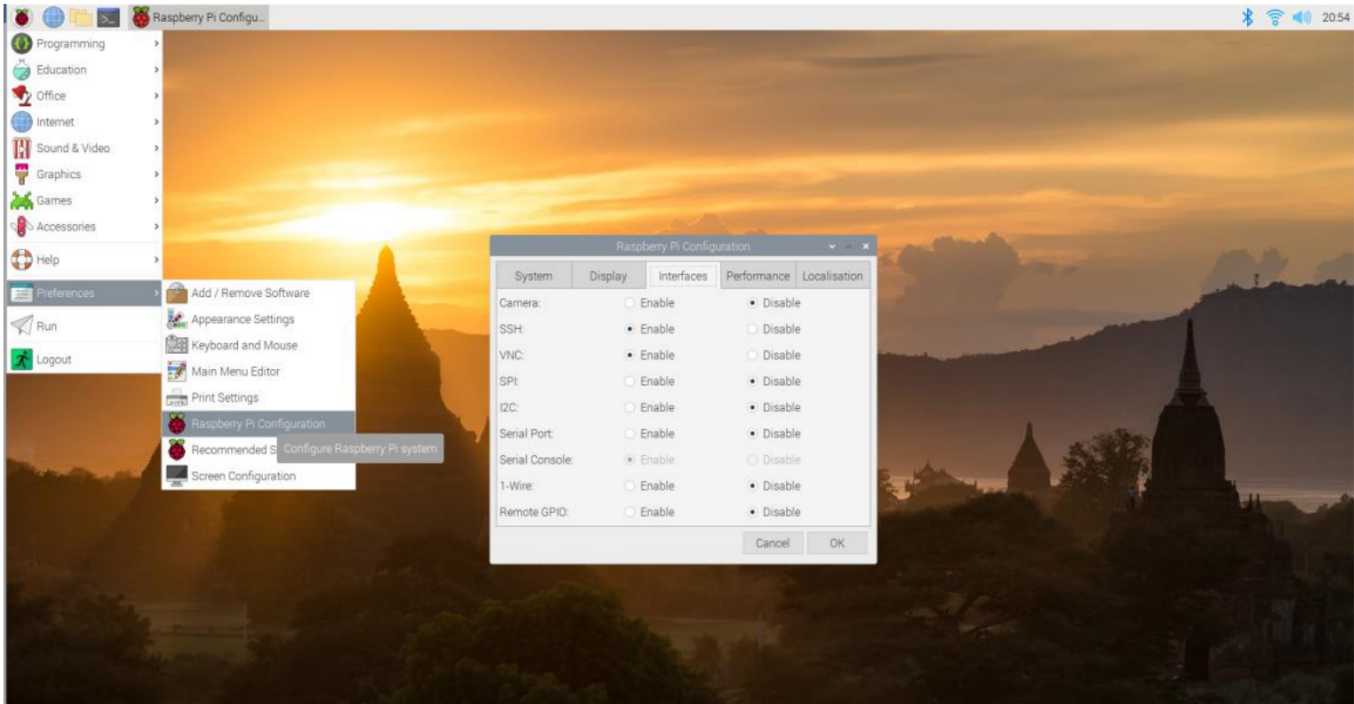 Raspberry Pi Configu...
20:54
Programming
Education
Office
Internet
Sound & Video
Graphics
Games
Accessories
Help
Preferences
Run
Logout
Add / Remove Software
Appearance Settings
Keyboard and Mouse
Main Menu Editor
Print Settings
Raspberry Pi Configuration
Recommended S
Configure Raspberry Pi system
Screen Configuration
Raspberry Pi Configuration
System Display Interfaces Performance Localisation
Camera: Enable Disable
SSH: Enable Disable
VNC: Enable Disable
SPI: Enable Disable
I2C: Enable Disable
Serial Port: Enable Disable
Serial Console: Enable Disable
1-Wire: Enable Disable
Remote GPIO: Enable Disable
Cancel OK